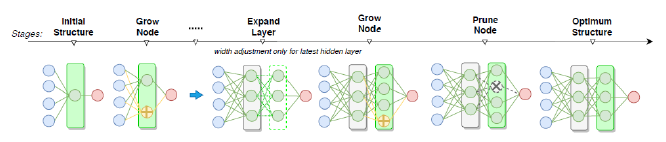 Stages:
Initial
Structure
Grow
Node
.....
Expand
Layer
Grow
Node
Prune
Node
Optimum
Structure
width adjustment only for latest hidden layer